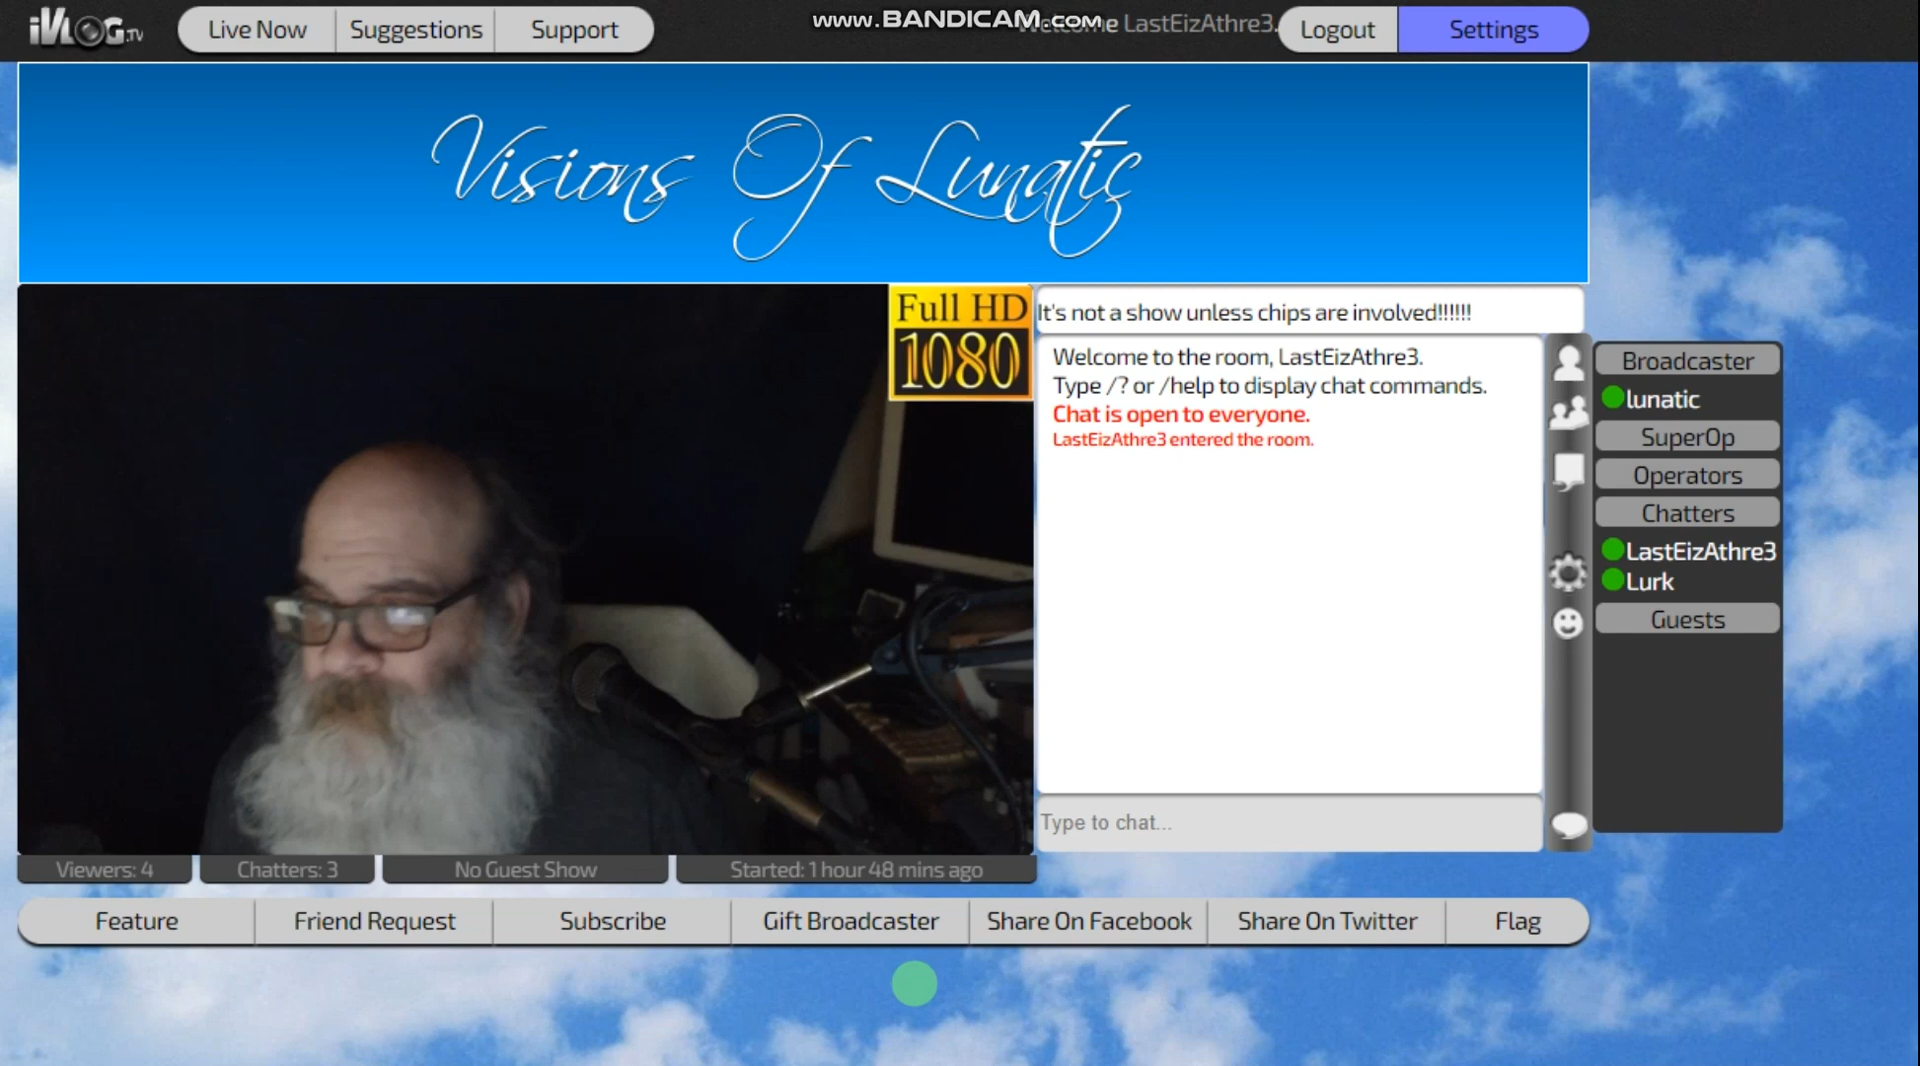 iVLOG.TV
Live Now
Suggestions
Support
www.BANDICAM.com
Welcome LastEizAthre3.
Logout
Settings
Visions Of Lunatic
Full HD
1080
It's not a show unless chips are involved!!!!!!
Welcome to the room, LastEizAthre3.
Type /? or /help to display chat commands.
Chat is open to everyone.
LastEizAthre3 entered the room.
Type to chat...
Broadcaster
lunatic
SuperOp
Operators
Chatters
LastEizAthre3
Lurk
Guests
Viewers: 4
Chatters: 3
No Guest Show
Started: 1 hour 48 mins ago
Feature
Friend Request
Subscribe
Gift Broadcaster
Share On Facebook
Share On Twitter
Flag